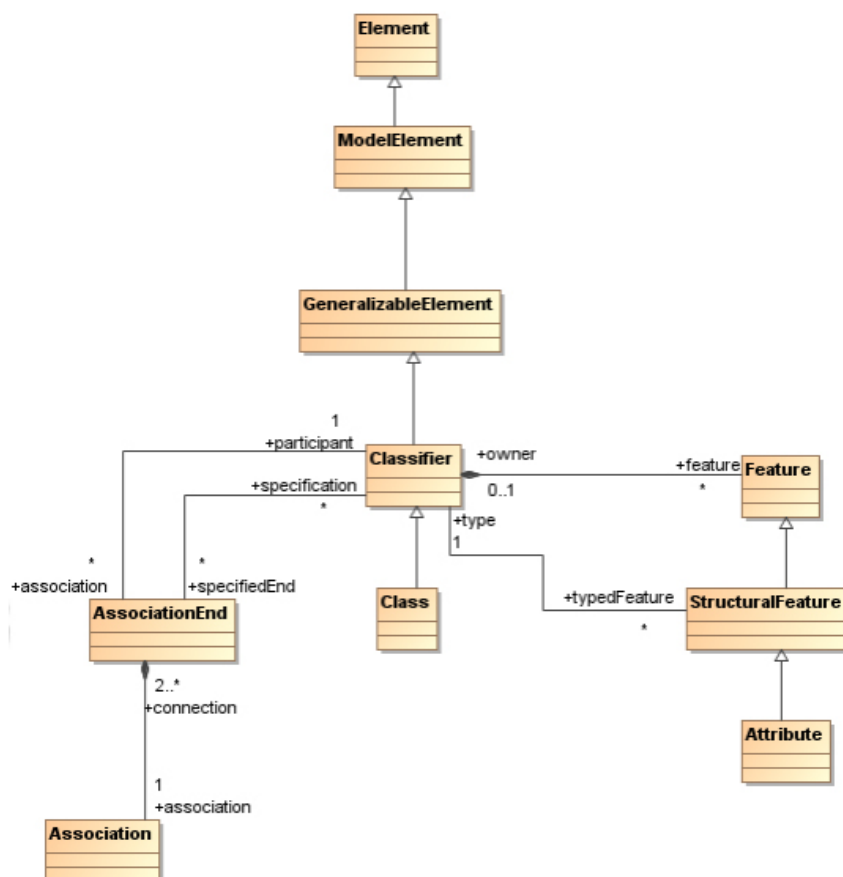 Element
ModelElement
GeneralizableElement
1
+participant
Classifier
+owner
+feature
Feature
+specification
0..1
*
*
+type
1
*
+association
*
+specifiedEnd
Class
+typedFeature
StructuralFeature
AssociationEnd
*
2..*
+connection
Attribute
1
+association
Association